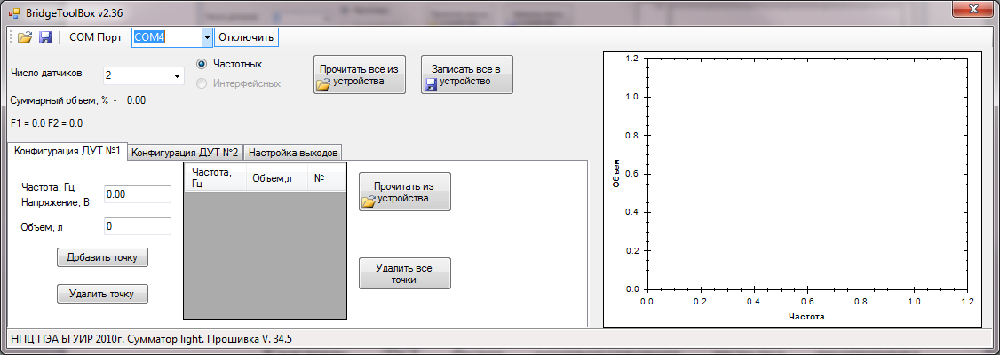 BridgeToolBox v2.36
COM Порт COM4 Отключить
Число датчиков 2
Частотных
Интерфейсных
Прочитать все из
устройства
Записать все в
устройство
Суммарный объем, % - 0.00
F1 = 0.0 F2 = 0.0
Конфигурация ДУТ №1 Конфигурация ДУТ №2 Настройка выходов
Частота, Гц
Напряжение, В
0.00
Объем, л 0
Добавить точку
Удалить точку
Частота,
Гц
Объем,л №
Прочитать из
устройства
Удалить все
точки
Объем
1.2
1.0
0.8
0.6
0.4
0.2
0.0
0.0 0.2 0.4 0.6 0.8 1.0 1.2
Частота
НПЦ ПЭА БГУИР 2010г. Сумматор light. Прошивка V. 34.5